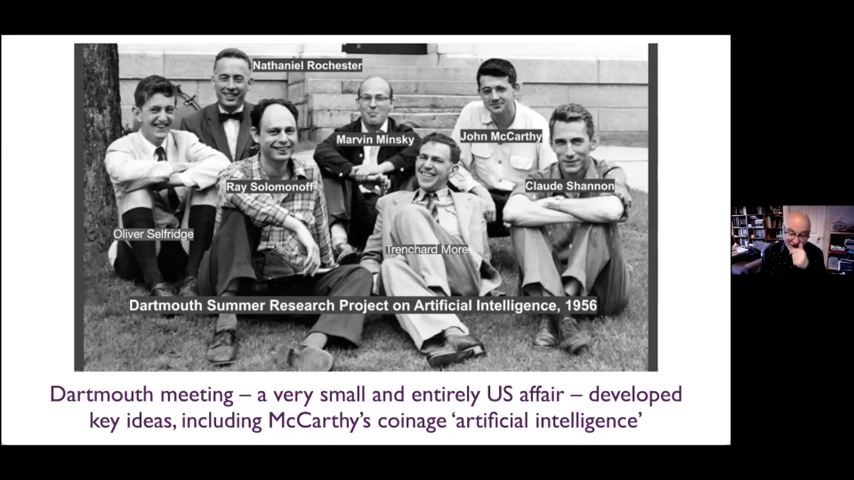 Nathaniel Rochester
Marvin Minsky
John McCarthy
Ray Solomonoff
Claude Shannon
Oliver Selfridge
Trenchard More
Dartmouth Summer Research Project on Artificial Intelligence, 1956
Dartmouth meeting – a very small and entirely US affair – developed
key ideas, including McCarthy's coinage ‘artificial intelligence’